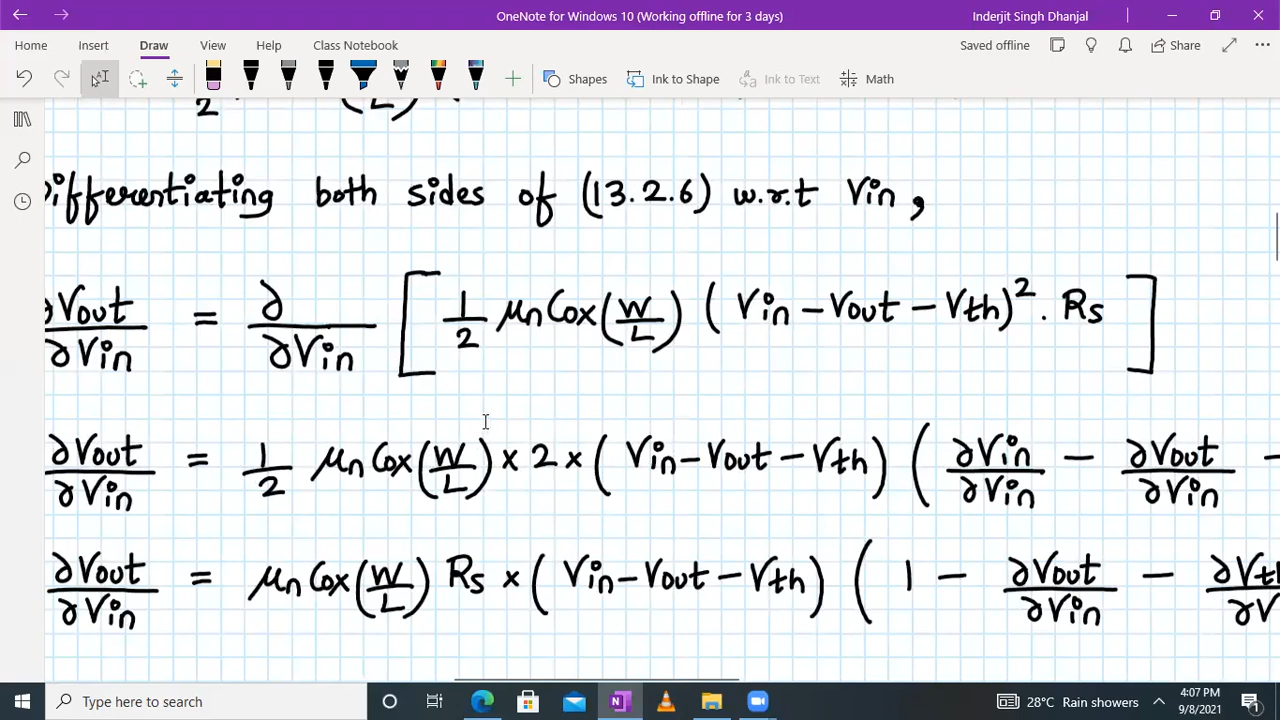 OneNote for Windows 10 (Working offline for 3 days) Inderjit Singh Dhanjal
Home Insert Draw View Help Class Notebook Saved offline Share
Shapes Ink to Shape Ink to Text Math
2 (L) (
Differentiating both sides of (13.2.6) w.r.t Vin,
∂Vout/∂Vin = ∂/∂Vin [ 1/2 μnCox(W/L) (Vin-Vout-Vth)². Rs ]
∂Vout/∂Vin = 1/2 μnCox(W/L) × 2 × (Vin-Vout-Vth) ( ∂Vin/∂Vin - ∂Vout/∂Vin -
∂Vout/∂Vin = μnCox(W/L) Rs × (Vin-Vout-Vth) ( 1 - ∂Vout/∂Vin - ∂Vth/∂V
Type here to search 28°C Rain showers 4:07 PM
9/8/2021 1